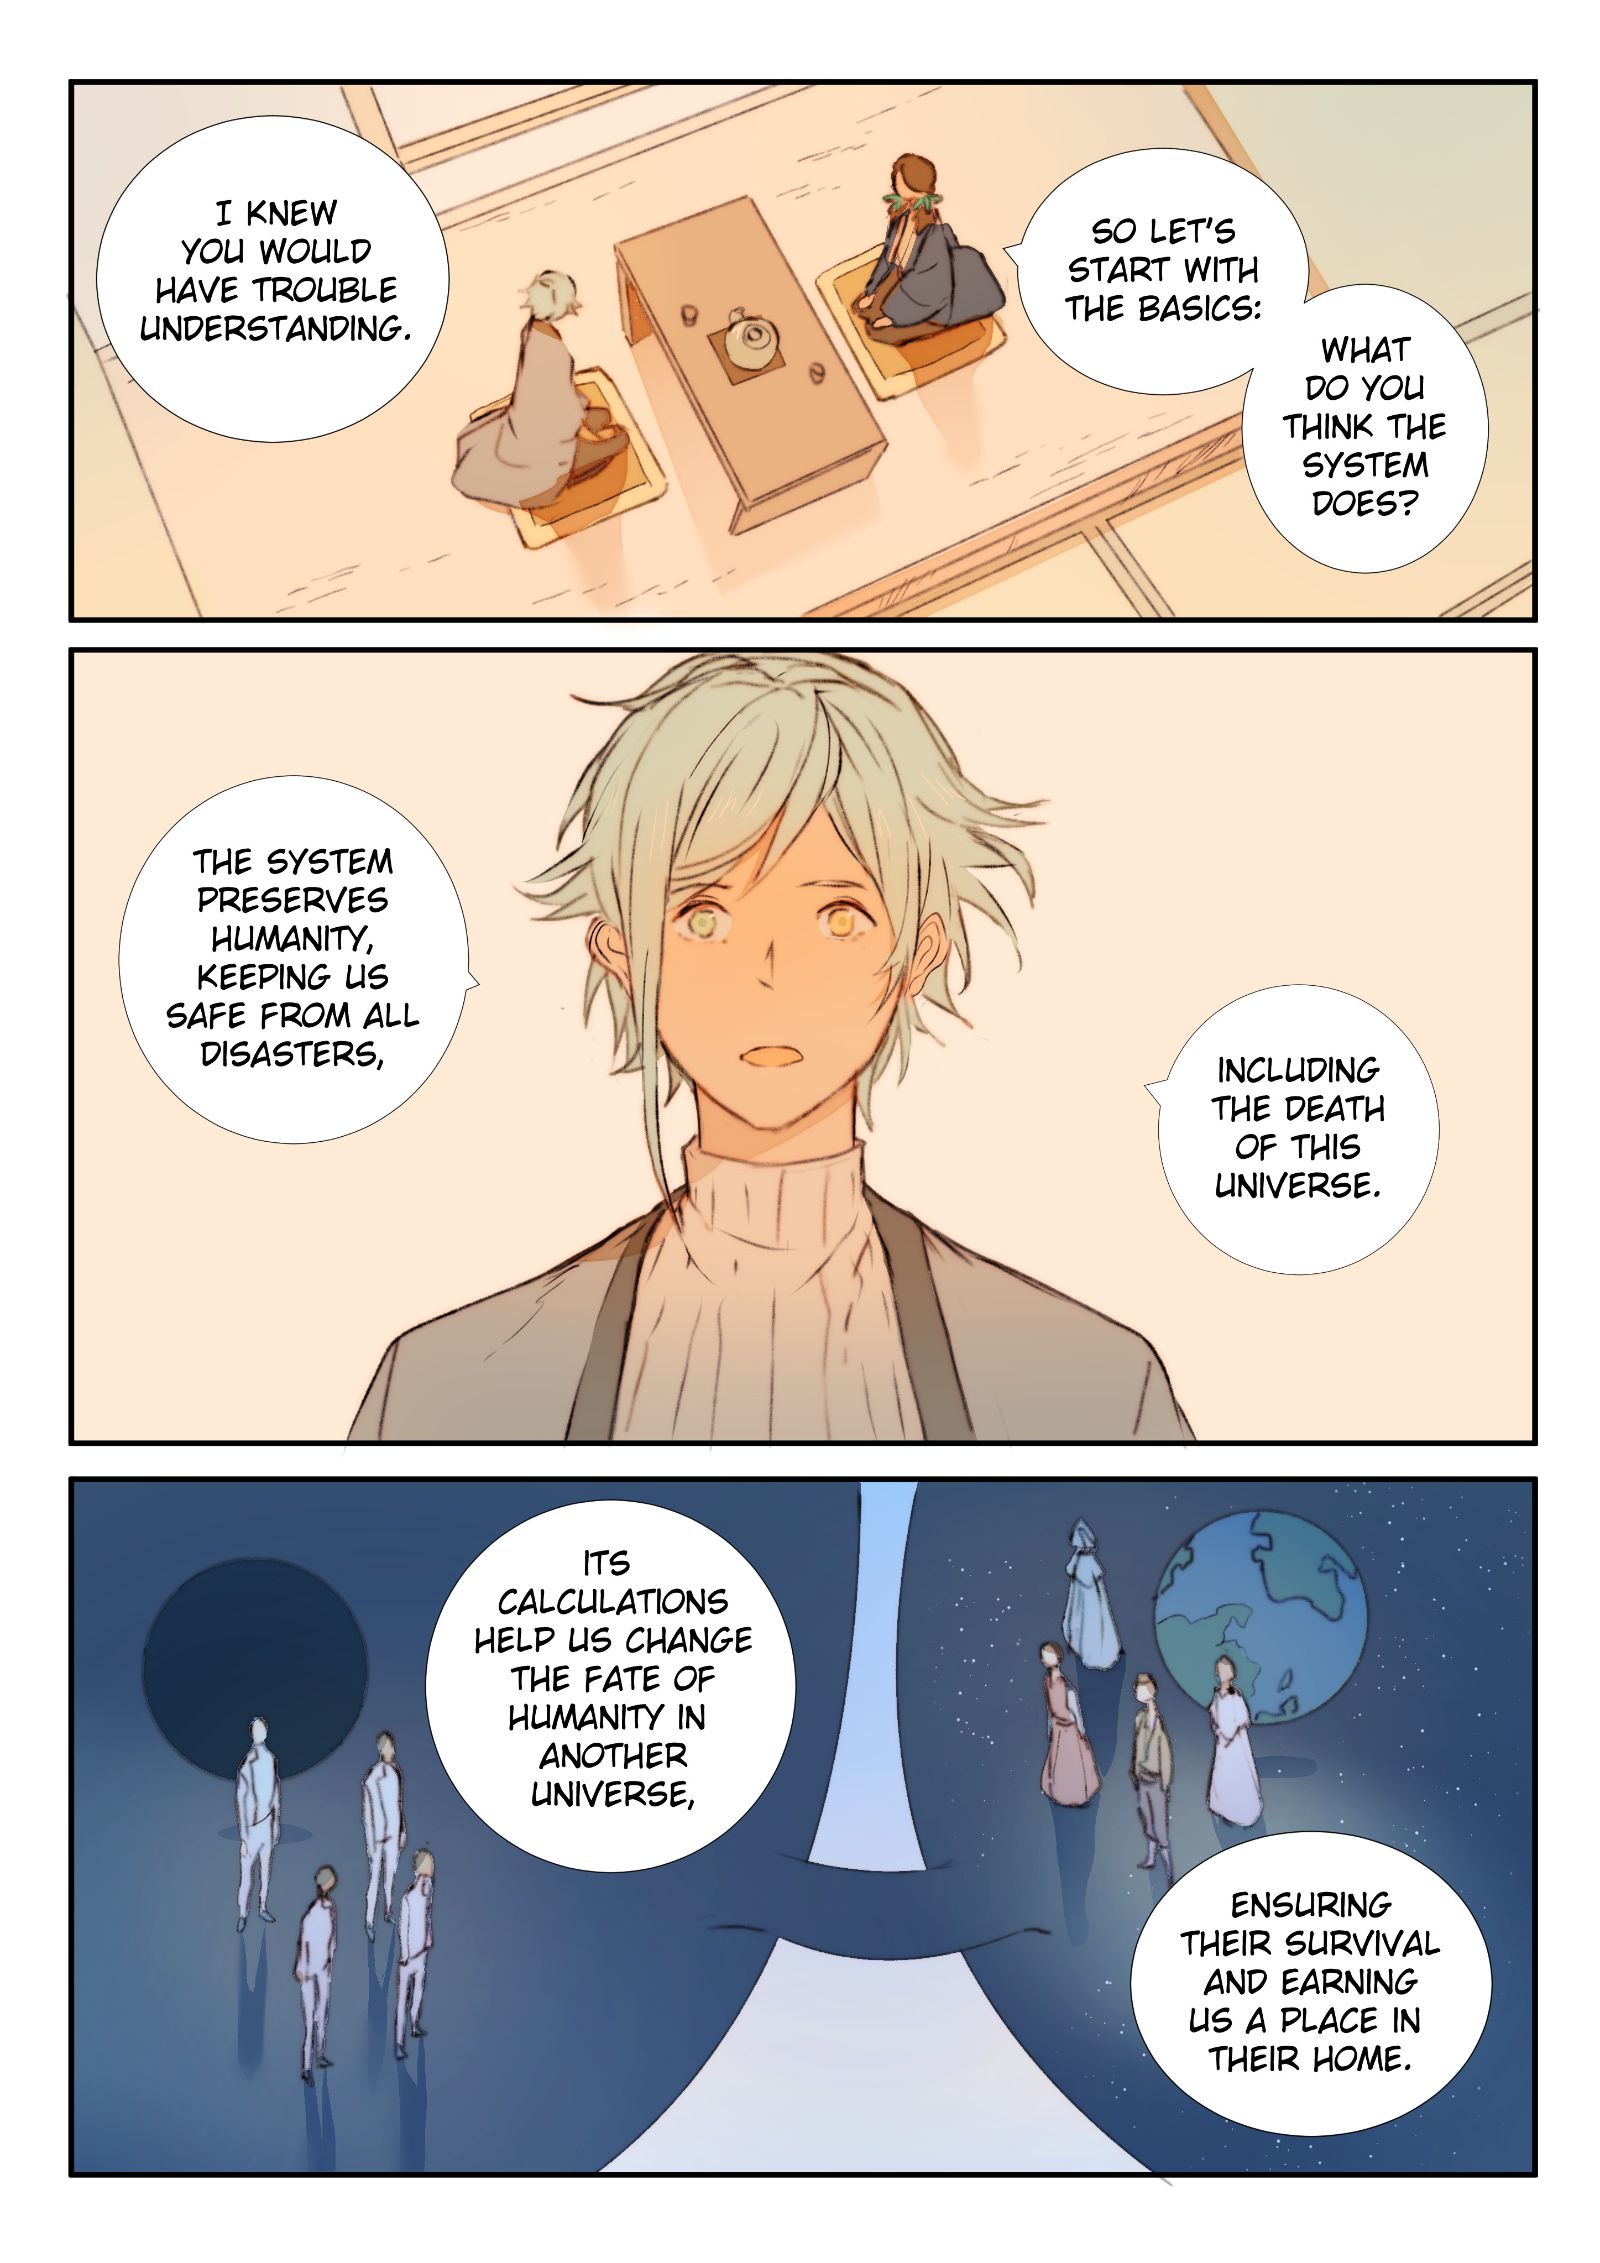 I KNEW
YOU WOULD
HAVE TROUBLE
UNDERSTANDING.
SO LET'S
START WITH
THE BASICS:
WHAT
DO YOU
THINK THE
SYSTEM
DOES?
THE SYSTEM
PRESERVES
HUMANITY,
KEEPING US
SAFE FROM ALL
DISASTERS,
INCLUDING
THE DEATH
OF THIS
UNIVERSE.
ITS
CALCULATIONS
HELP US CHANGE
THE FATE OF
HUMANITY IN
ANOTHER
UNIVERSE,
ENSURING
THEIR SURVIVAL
AND EARNING
US A PLACE IN
THEIR HOME.